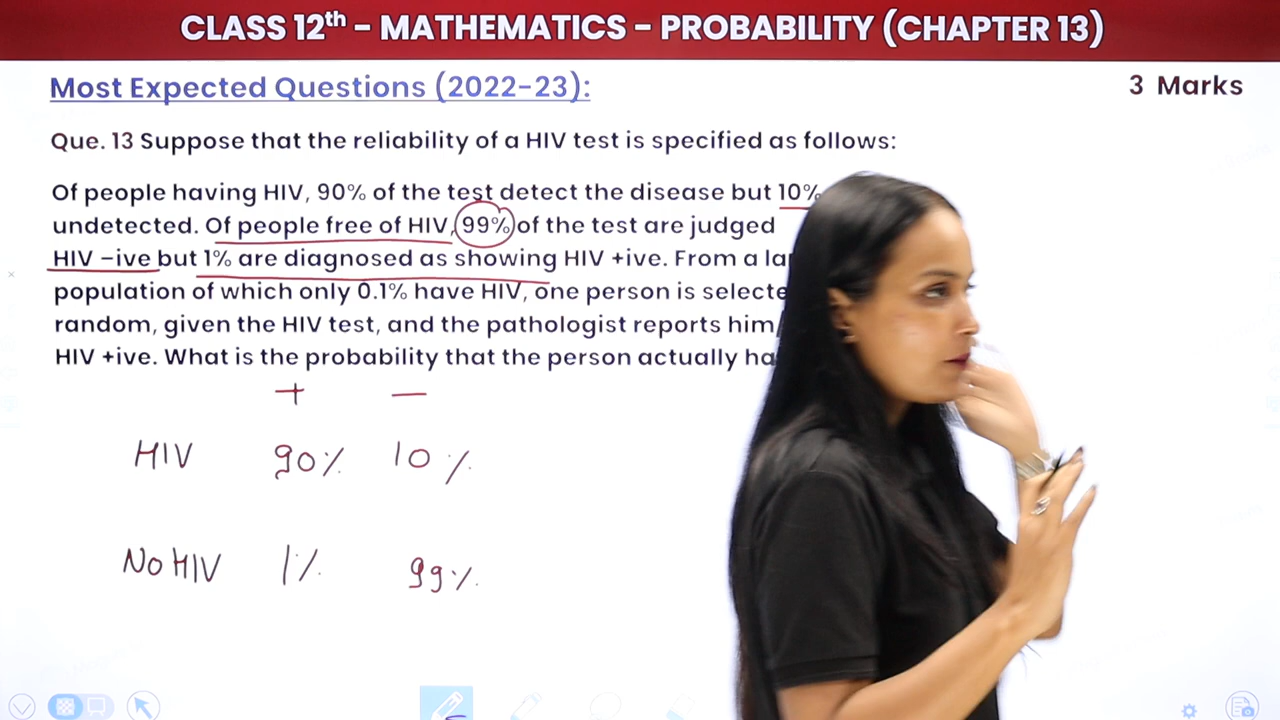 CLASS 12th - MATHEMATICS - PROBABILITY (CHAPTER 13)
Most Expected Questions (2022-23):
3 Marks
Que. 13 Suppose that the reliability of a HIV test is specified as follows:
Of people having HIV, 90% of the test detect the disease but 10%
undetected. Of people free of HIV, 99% of the test are judged
HIV –ive but 1% are diagnosed as showing HIV +ive. From a
population of which only 0.1% have HIV, one person is
random, given the HIV test, and the pathologist reports him/
HIV +ive. What is the probability that the person actually
+ –
HIV 90% 10%
No HIV 1% 99%